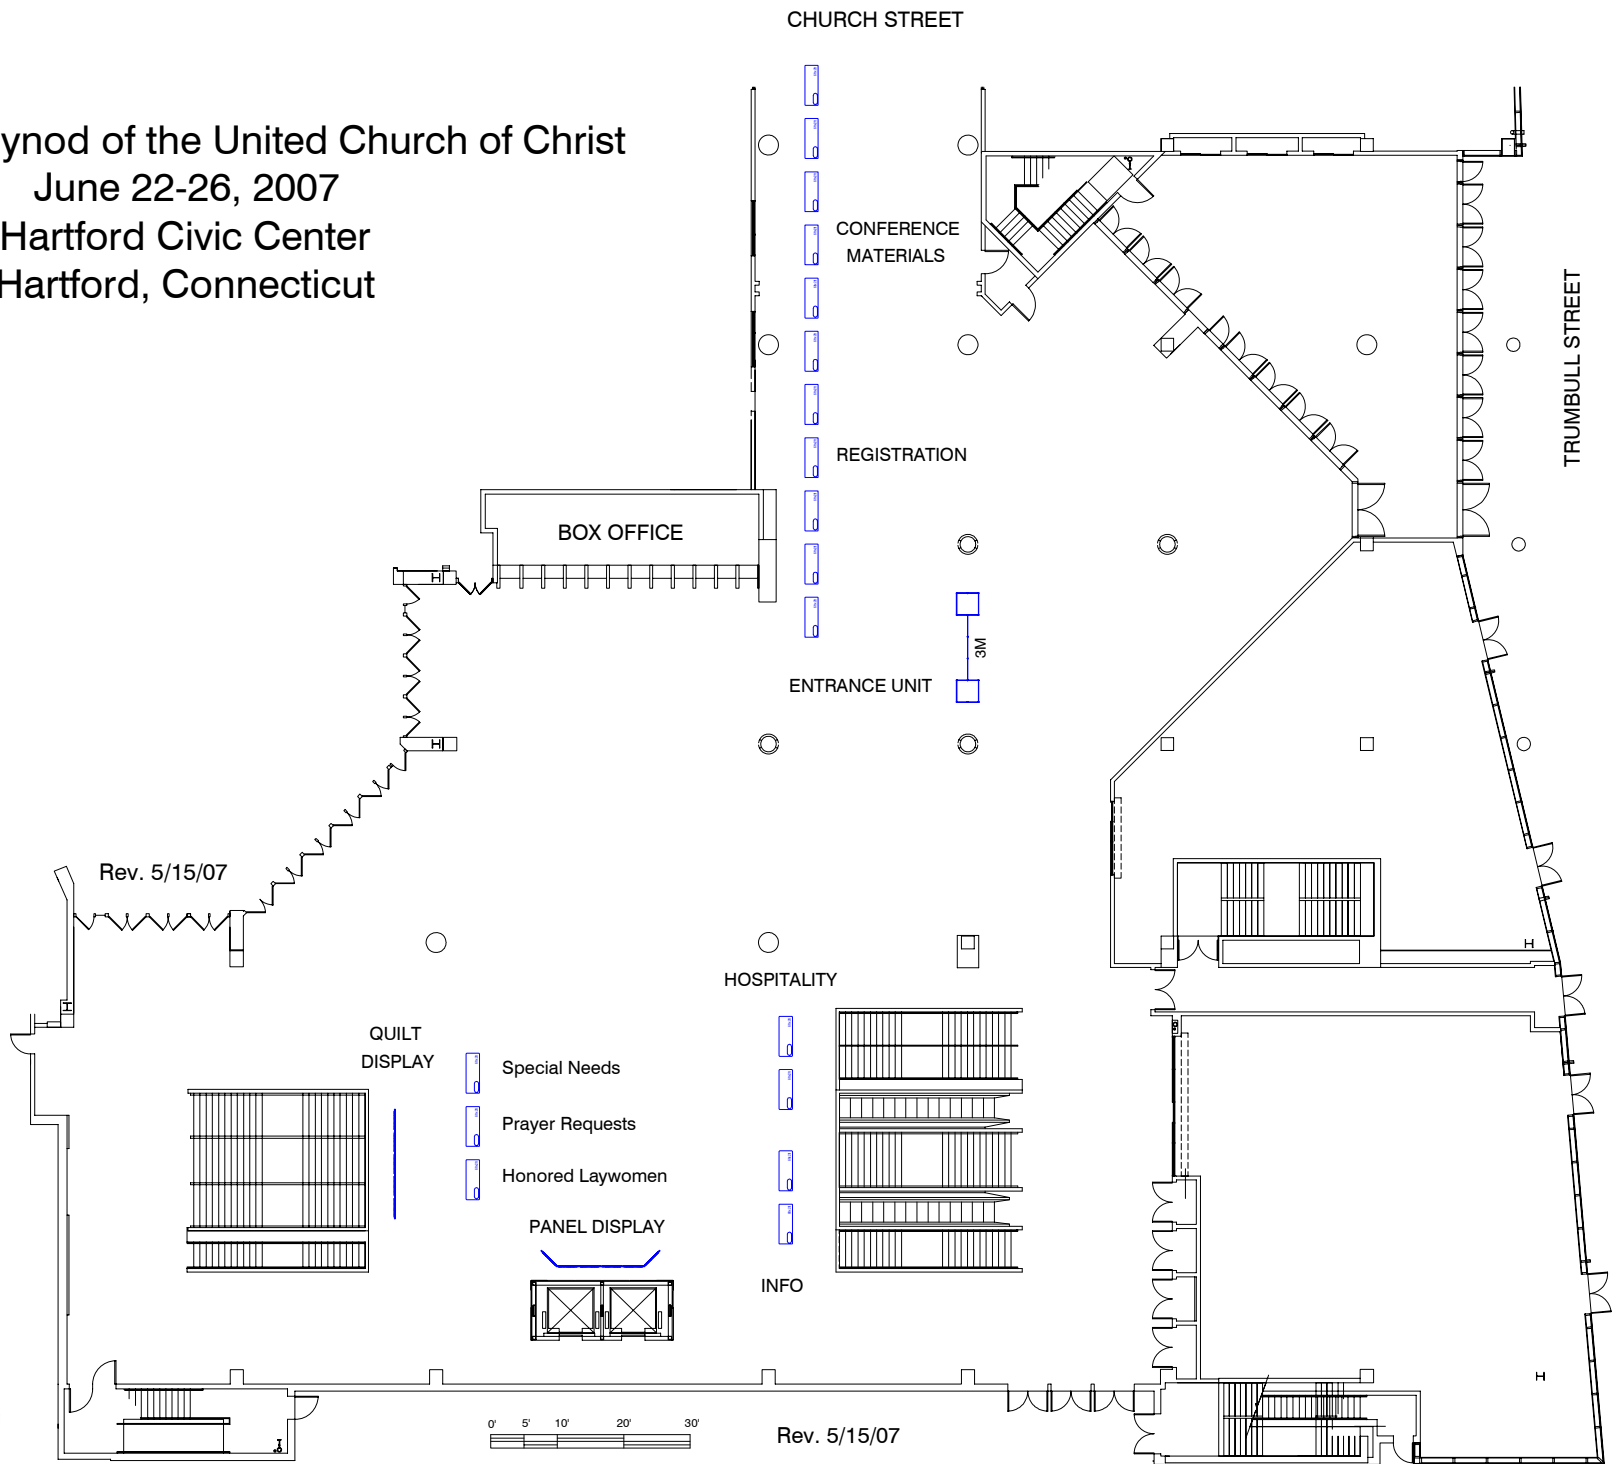 CHURCH STREET
ynod of the United Church of Christ
June 22-26, 2007
Hartford Civic Center
Hartford, Connecticut
CONFERENCE
MATERIALS
TRUMBULL STREET
REGISTRATION
BOX OFFICE
3M
ENTRANCE UNIT
Rev. 5/15/07
HOSPITALITY
QUILT
DISPLAY
Special Needs
Prayer Requests
Honored Laywomen
PANEL DISPLAY
INFO
0' 5' 10' 20' 30'
Rev. 5/15/07